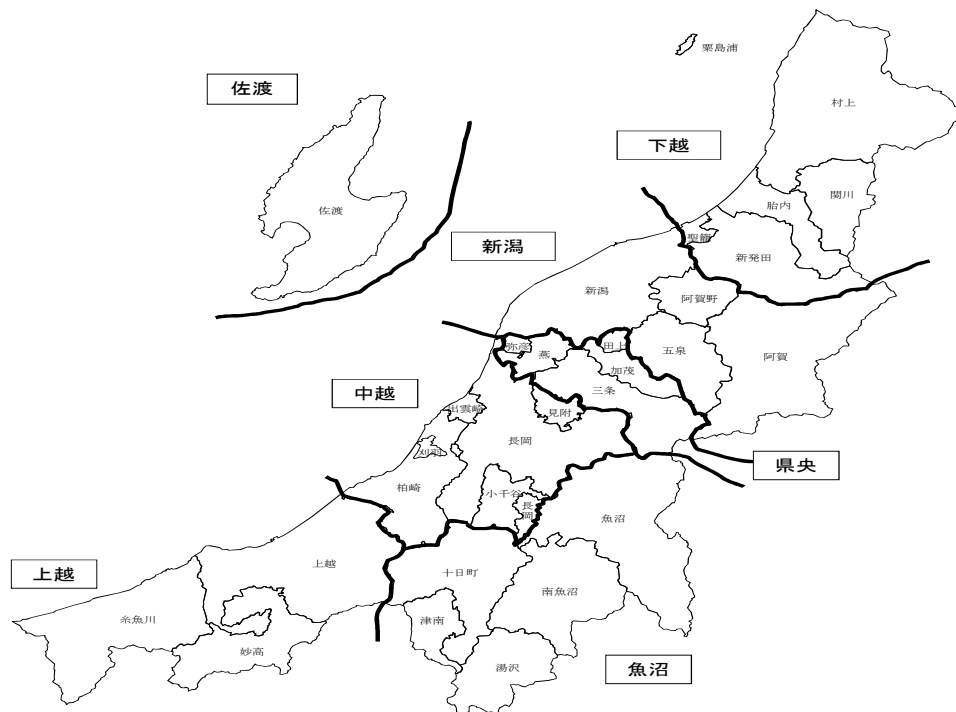 粟島浦
佐渡
村上
下越
関川
胎内
佐渡
聖籠
新潟
新発田
新潟
阿賀野
弥彦
燕
田上
五泉
阿賀
加茂
中越
三条
出雲崎
見附
長岡
刈羽
県央
柏崎
小千谷
長岡
魚沼
上越
十日町
上越
南魚沼
糸魚川
津南
妙高
湯沢
魚沼